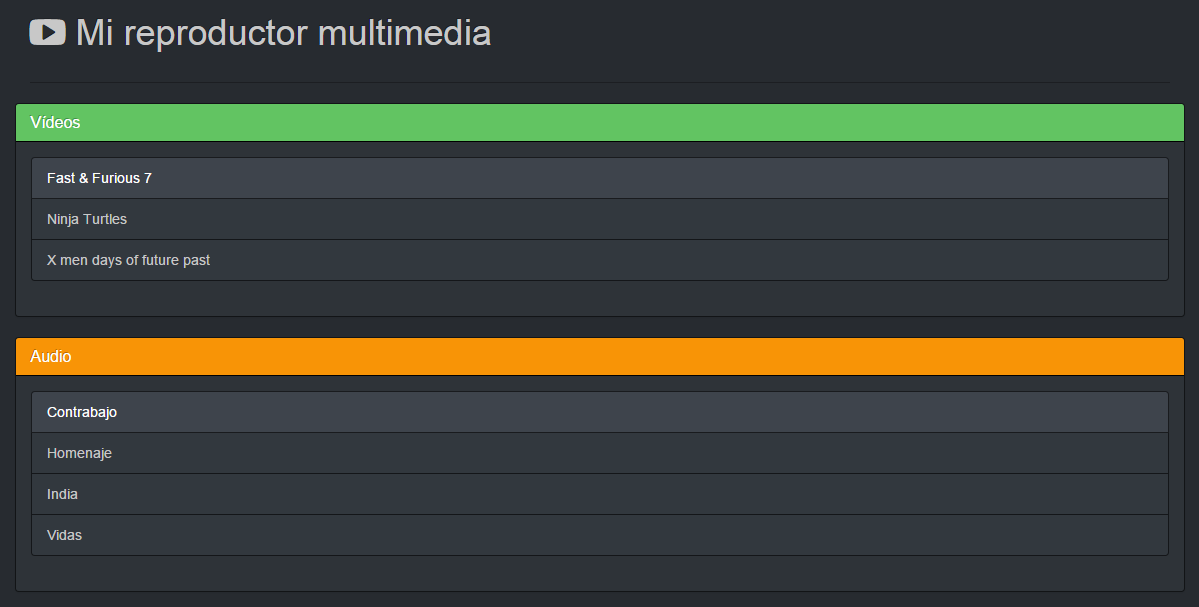 Mi reproductor multimedia
Vídeos
Fast & Furious 7
Ninja Turtles
X men days of future past
Audio
Contrabajo
Homenaje
India
Vidas